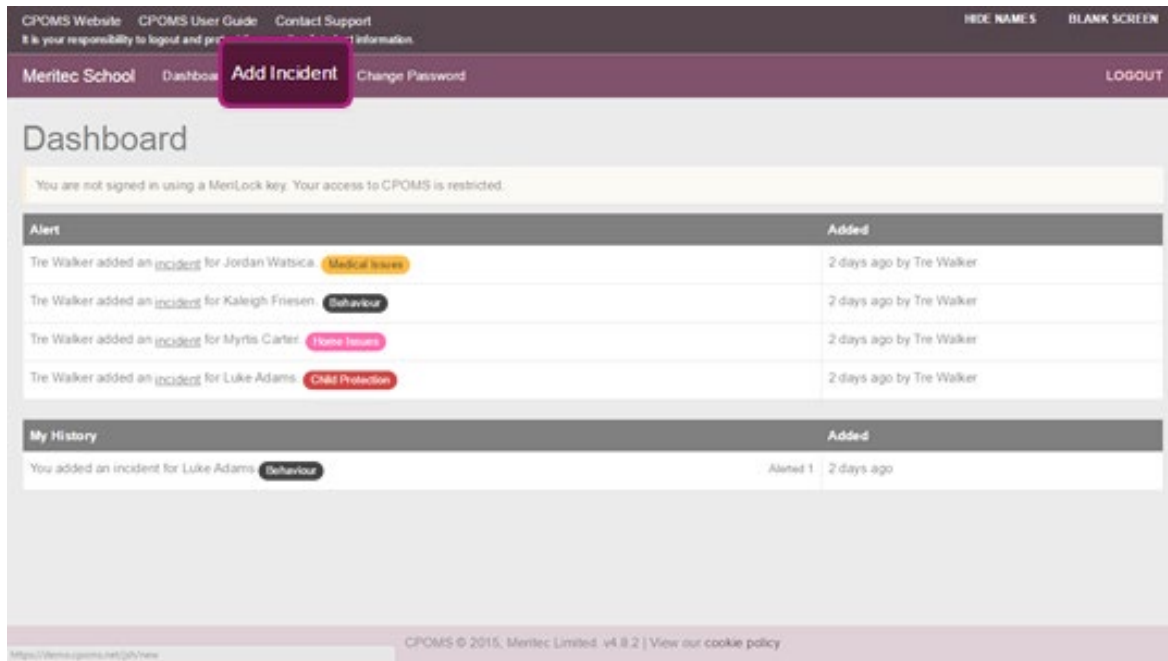 CPOMS Website CPOMS User Guide Contact Support HIDE NAMES BLANK SCREEN
It is your responsibility to logout and information.
Meritec School Add Incident Change Password LOGOUT
Dashboard
You are not signed in using a MeriLock key. Your access to CPOMS is restricted.
Alert Added
Tre Walker added an incident for Jordan Watsica. Medical Issues 2 days ago by Tre Walker
Tre Walker added an incident for Kaleigh Friesen. Behaviour 2 days ago by Tre Walker
Tre Walker added an incident for Myrtis Carter. Home Issues 2 days ago by Tre Walker
Tre Walker added an incident for Luke Adams. Child Protection 2 days ago by Tre Walker
My History Added
You added an incident for Luke Adams. Behaviour Alerted 1 2 days ago
CPOMS © 2015, Meritec Limited. v4.8.2 | View our cookie policy